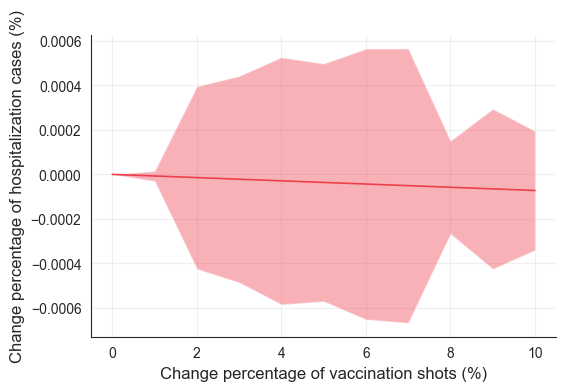 Change percentage of hospitalization cases (%)
0.0006
0.0004
0.0002
0.0000
−0.0002
−0.0004
−0.0006
0 2 4 6 8 10
Change percentage of vaccination shots (%)